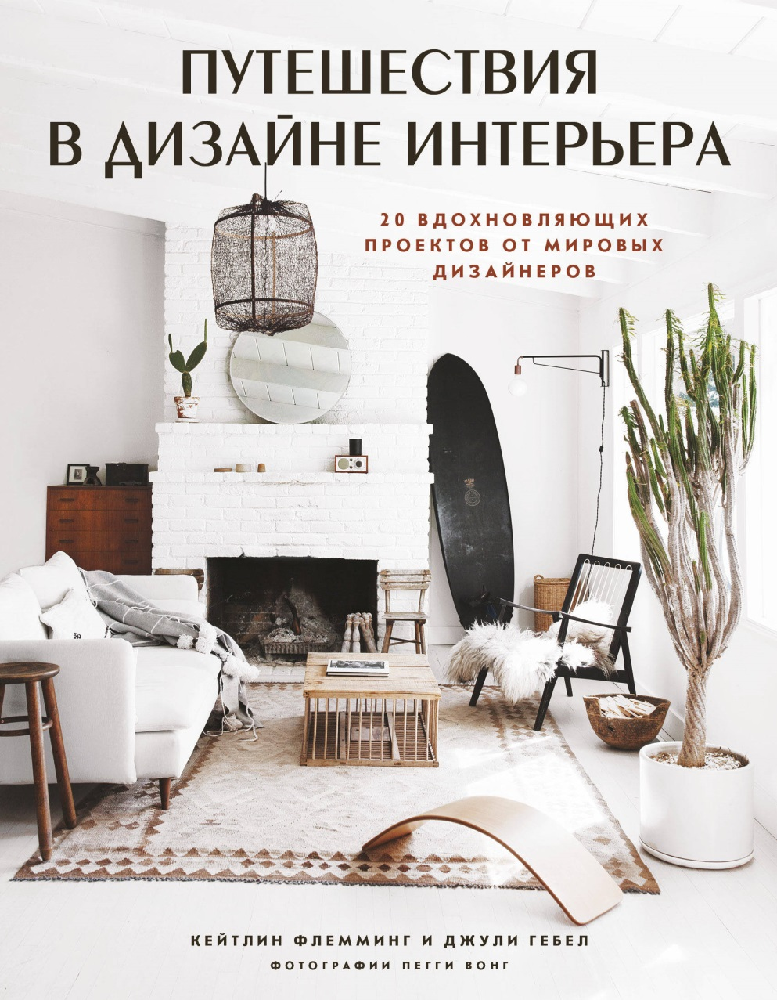 ПУТЕШЕСТВИЯ
В ДИЗАЙНЕ ИНТЕРЬЕРА
20 ВДОХНОВЛЯЮЩИХ
ПРОЕКТОВ ОТ МИРОВЫХ
ДИЗАЙНЕРОВ
КЕЙТЛИН ФЛЕММИНГ И ДЖУЛИ ГЕБЕЛ
ФОТОГРАФИИ ПЕГГИ ВОНГ